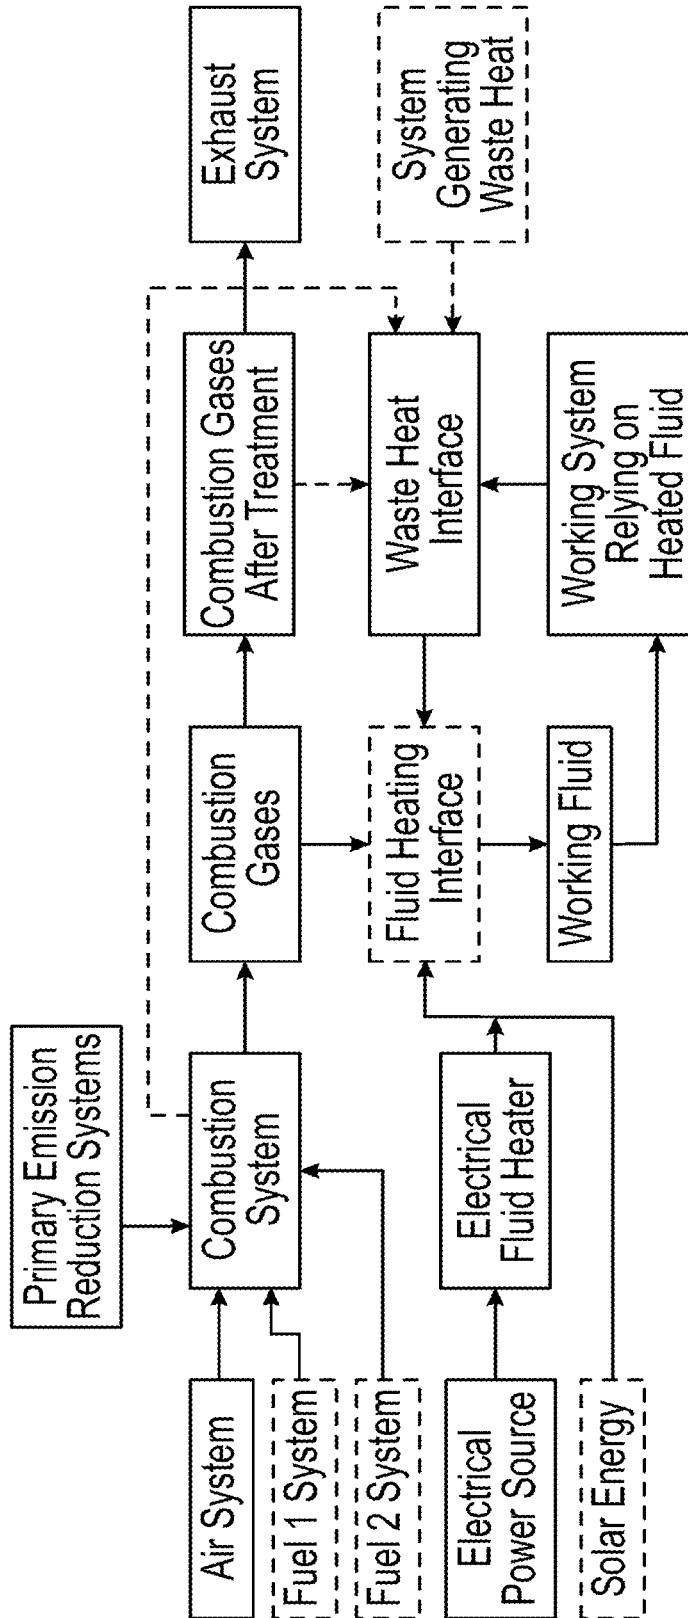 Primary Emission
Reduction Systems
Air System
Fuel 1 System
Fuel 2 System
Combustion
System
Combustion
Gases
Combustion Gases
After Treatment
Exhaust
System
Electrical
Power Source
Solar Energy
Electrical
Fluid Heater
Fluid Heating
Interface
Waste Heat
Interface
System
Generating
Waste Heat
Working Fluid
Working System
Relying on
Heated Fluid